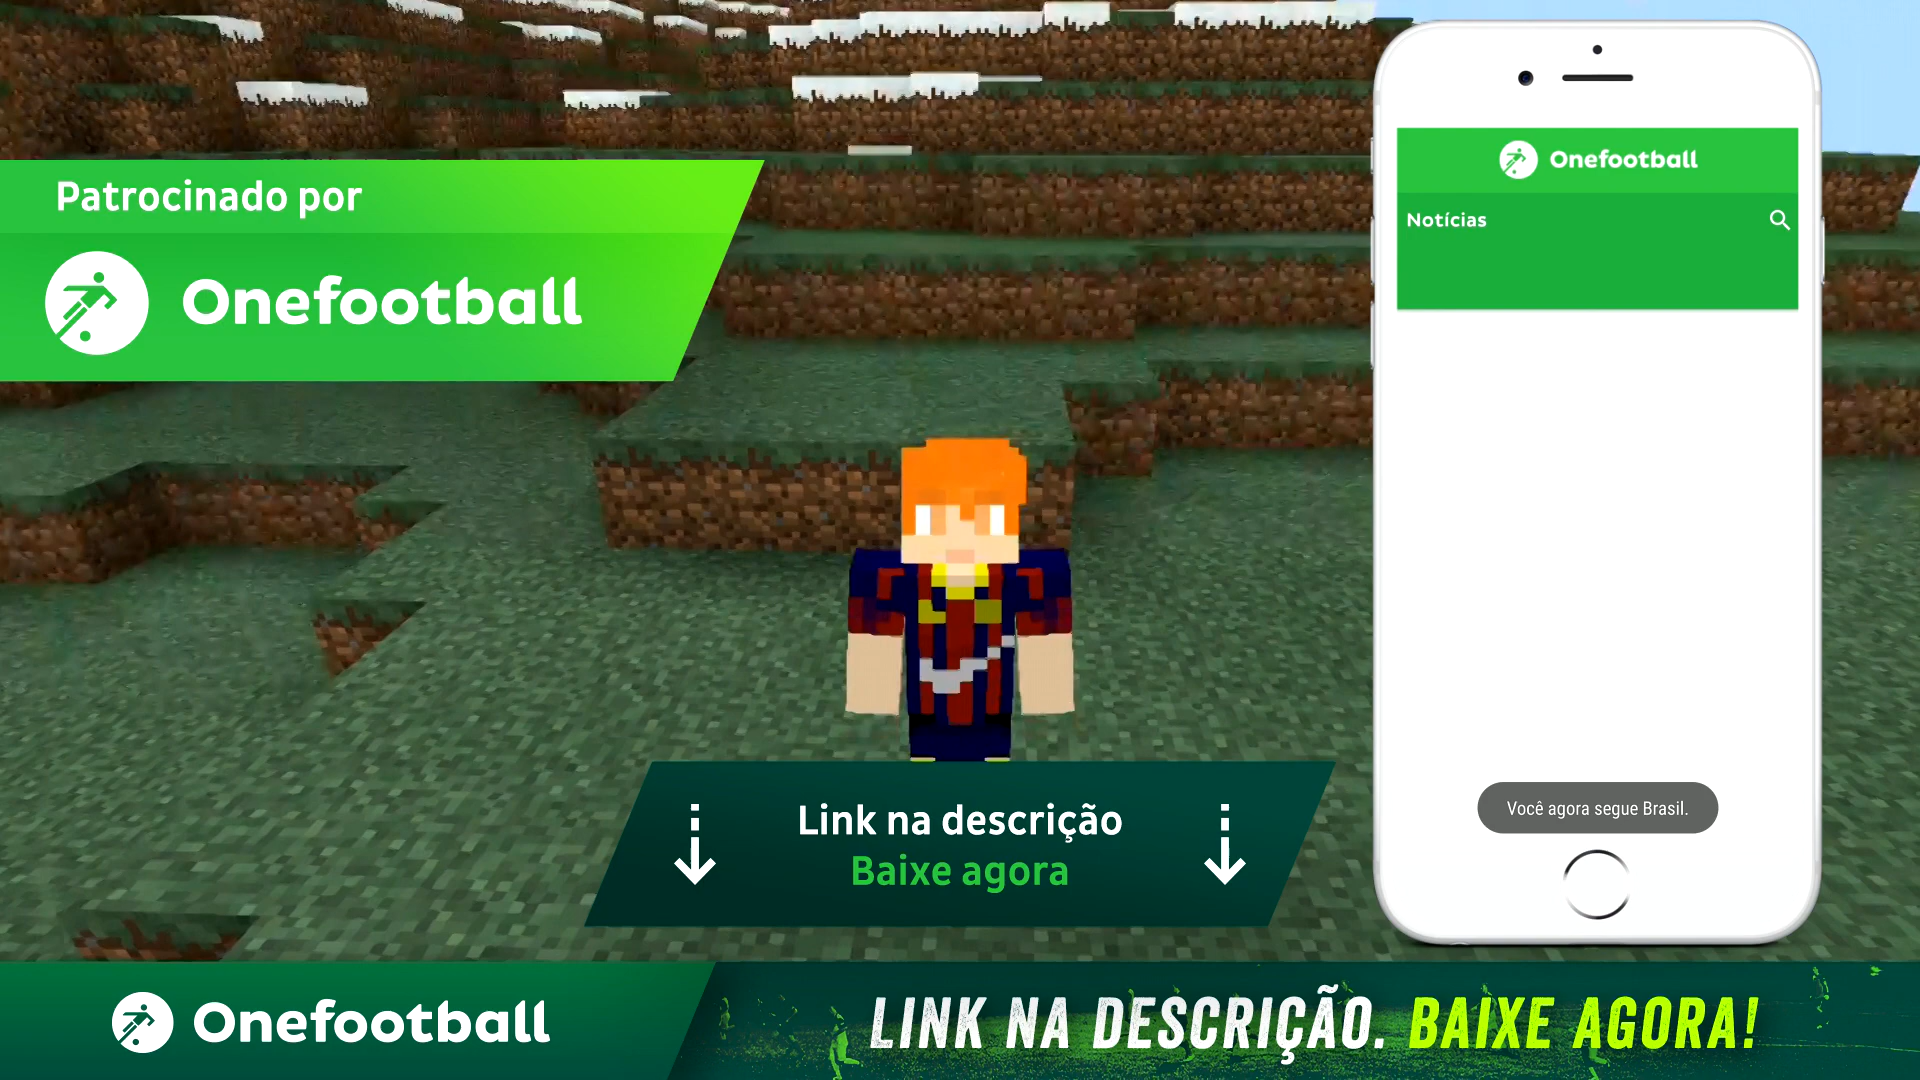 Patrocinado por
Onefootball
Onefootball
Notícias
Você agora segue Brasil.
Link na descrição
Baixe agora
Onefootball
LINK NA DESCRIÇÃO. BAIXE AGORA!